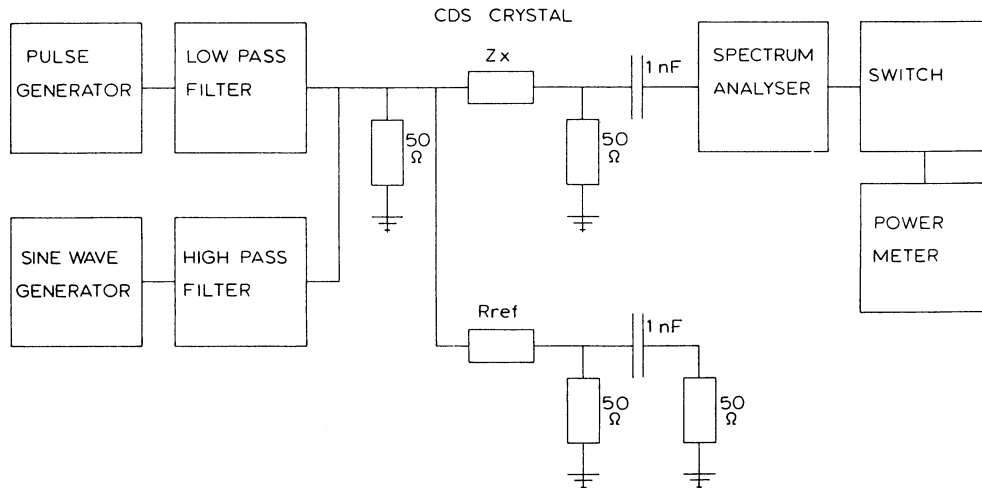 CDS CRYSTAL
PULSE
GENERATOR
LOW PASS
FILTER
Zx
1 nF
SPECTRUM
ANALYSER
SWITCH
50
Ω
50
Ω
POWER
METER
SINE WAVE
GENERATOR
HIGH PASS
FILTER
Rref
1 nF
50
Ω
50
Ω